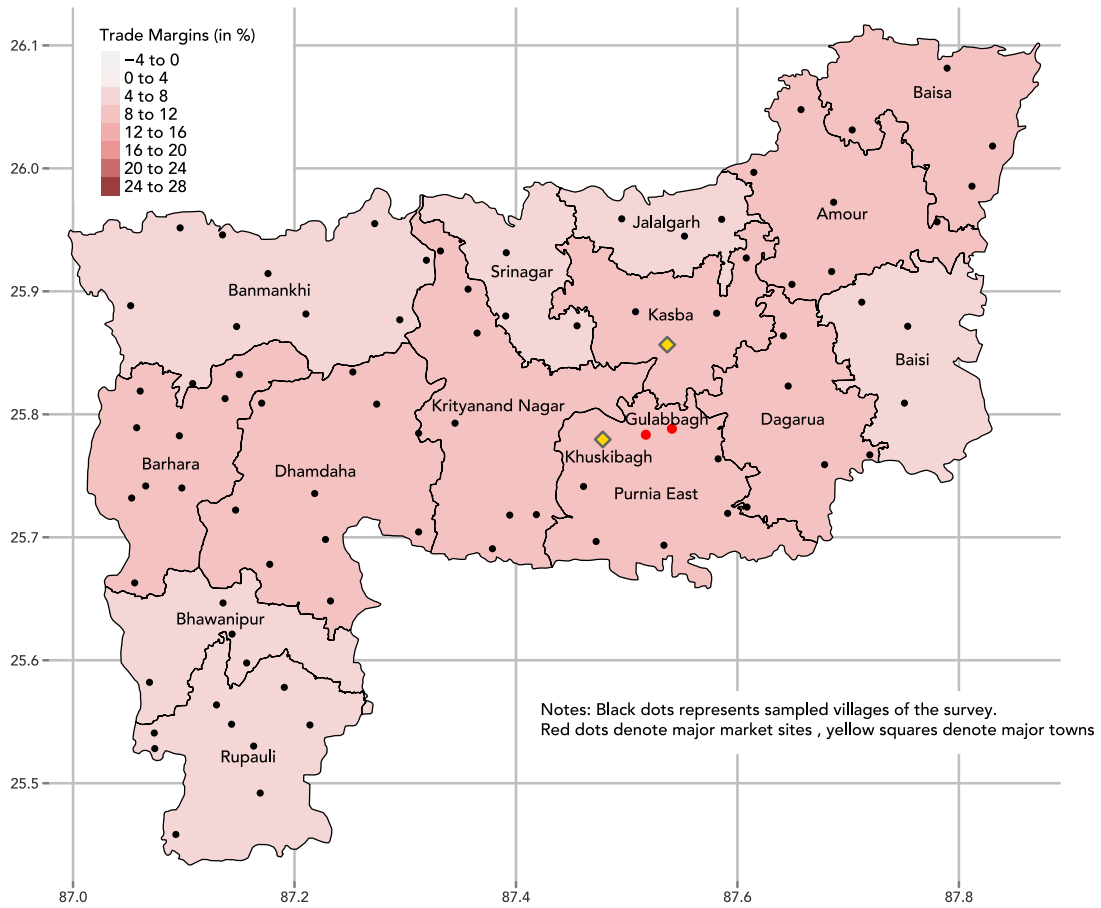 Trade Margins (in %)
−4 to 0
0 to 4
4 to 8
8 to 12
12 to 16
16 to 20
20 to 24
24 to 28
26.1
26.0
25.9
25.8
25.7
25.6
25.5
Baisa
Amour
Jalalgarh
Srinagar
Banmankhi
Kasba
Baisi
Krityanand Nagar
Gulabbagh
Dagarua
Khuskibagh
Barhara
Dhamdaha
Purnia East
Bhawanipur
Rupauli
Notes: Black dots represents sampled villages of the survey.
Red dots denote major market sites , yellow squares denote major towns
87.0 87.2 87.4 87.6 87.8